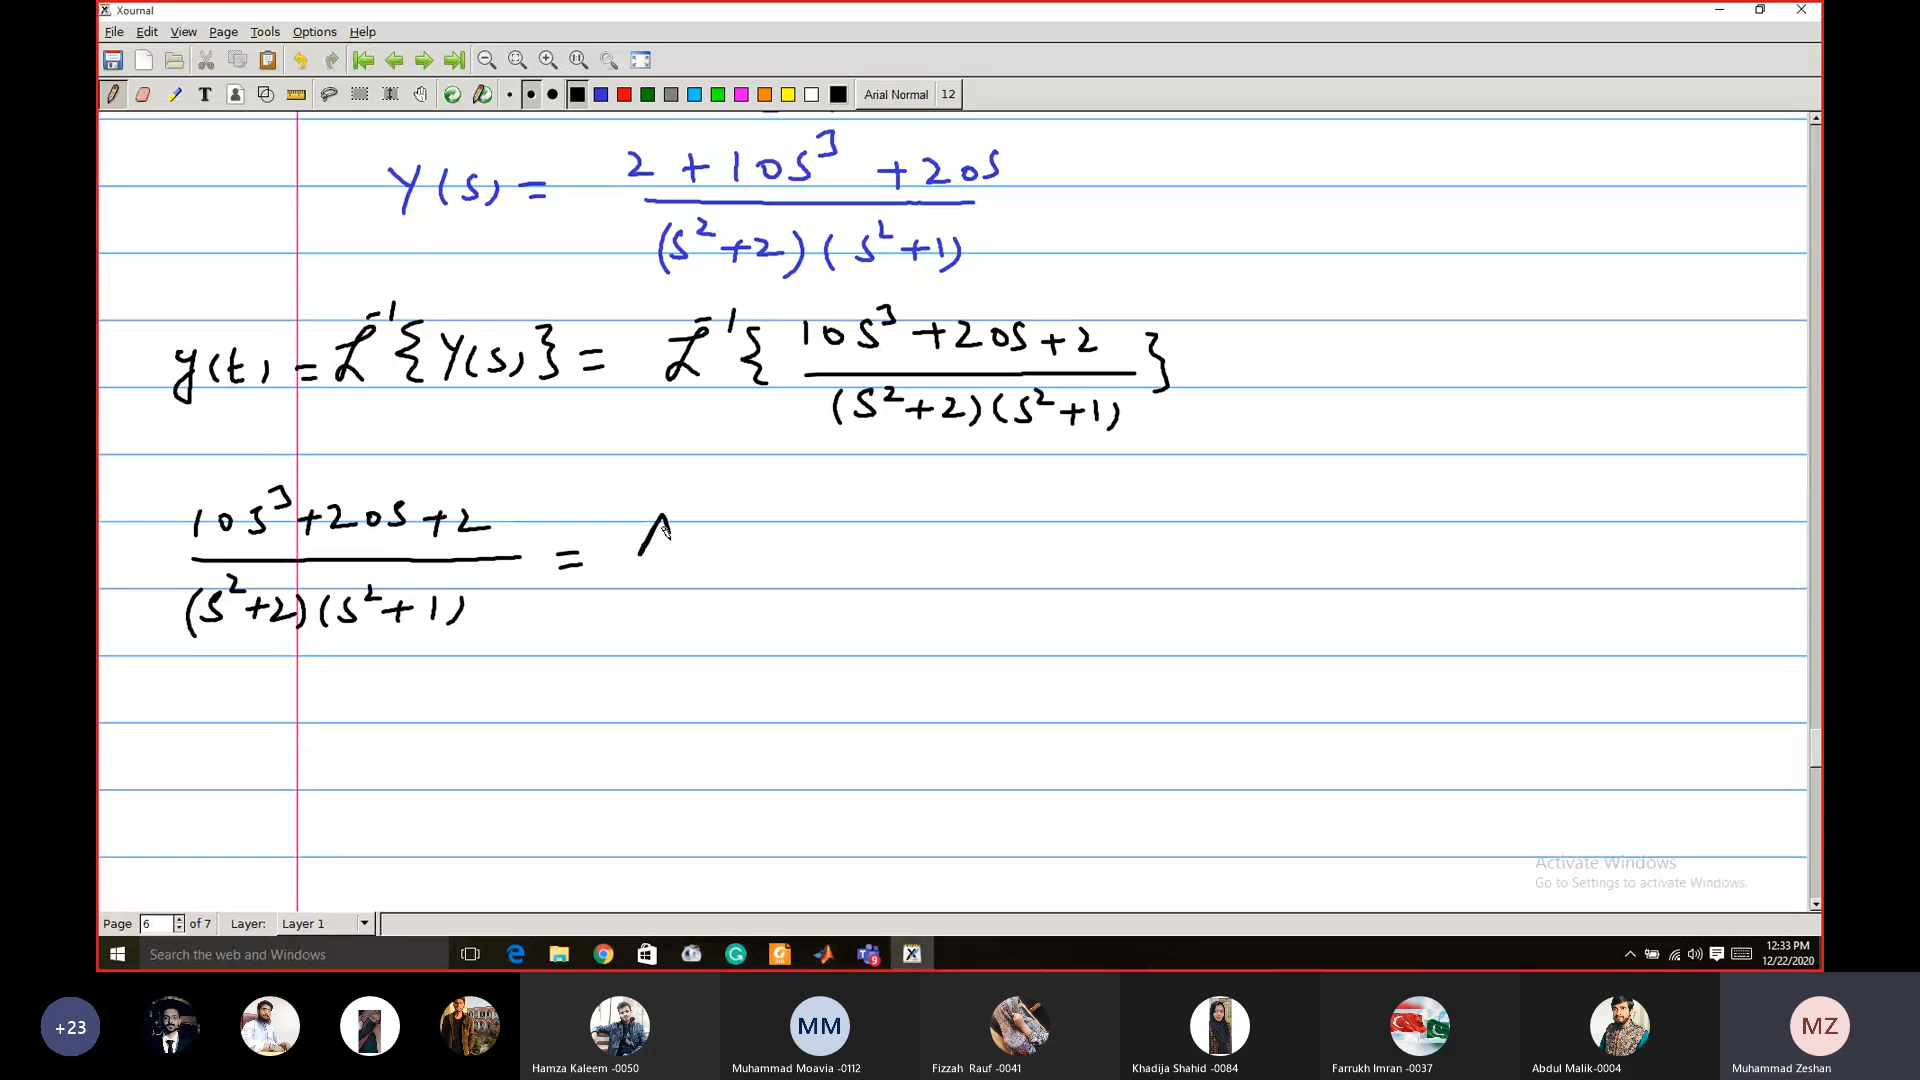 Xournal
File Edit View Page Tools Options Help
T Arial Normal 12
Y(s) = 2 + 10s³ + 20s
(s² + 2)(s² + 1)
y(t) = ℒ⁻¹{Y(s)} = ℒ⁻¹{ 10s³ + 20s + 2 }
(s² + 2)(s² + 1)
10s³ + 20s + 2 =
(s² + 2)(s² + 1)
Activate Windows
Go to Settings to activate Windows.
Page 6 of 7 Layer: Layer 1
Search the web and Windows
12:33 PM
12/22/2020
+23 MM MZ
Hamza Kaleem -0050 Muhammad Moavia -0112 Fizzah Rauf -0041 Khadija Shahid -0084 Farrukh Imran -0037 Abdul Malik-0004 Muhammad Zeshan